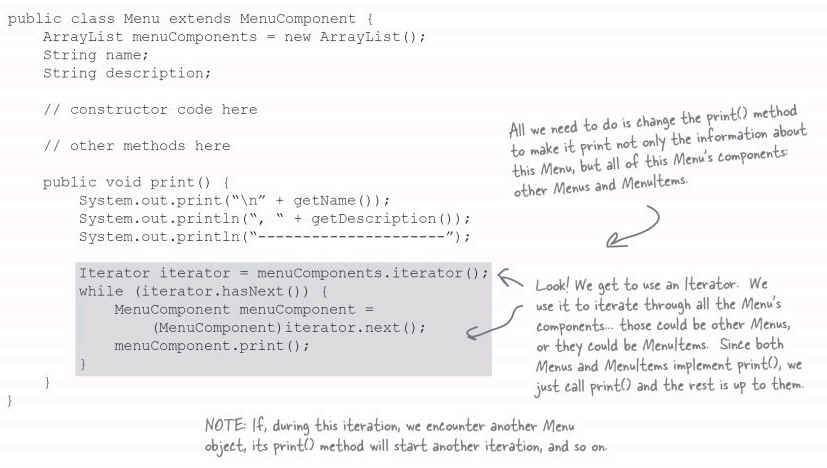 public class Menu extends MenuComponent {
    ArrayList menuComponents = new ArrayList();
    String name;
    String description;

    // constructor code here

    // other methods here

    public void print() {
        System.out.print(“\n” + getName());
        System.out.println(“, “ + getDescription());
        System.out.println(“---------------------”);

        Iterator iterator = menuComponents.iterator();
        while (iterator.hasNext()) {
            MenuComponent menuComponent =
                (MenuComponent)iterator.next();
            menuComponent.print();
        }
    }
}
All we need to do is change the print() method
to make it print not only the information about
this Menu, but all of this Menu's components:
other Menus and MenuItems.
Look! We get to use an Iterator. We
use it to iterate through all the Menu's
components... those could be other Menus,
or they could be MenuItems. Since both
Menus and MenuItems implement print(), we
just call print() and the rest is up to them.
NOTE: If, during this iteration, we encounter another Menu
object, its print() method will start another iteration, and so on.